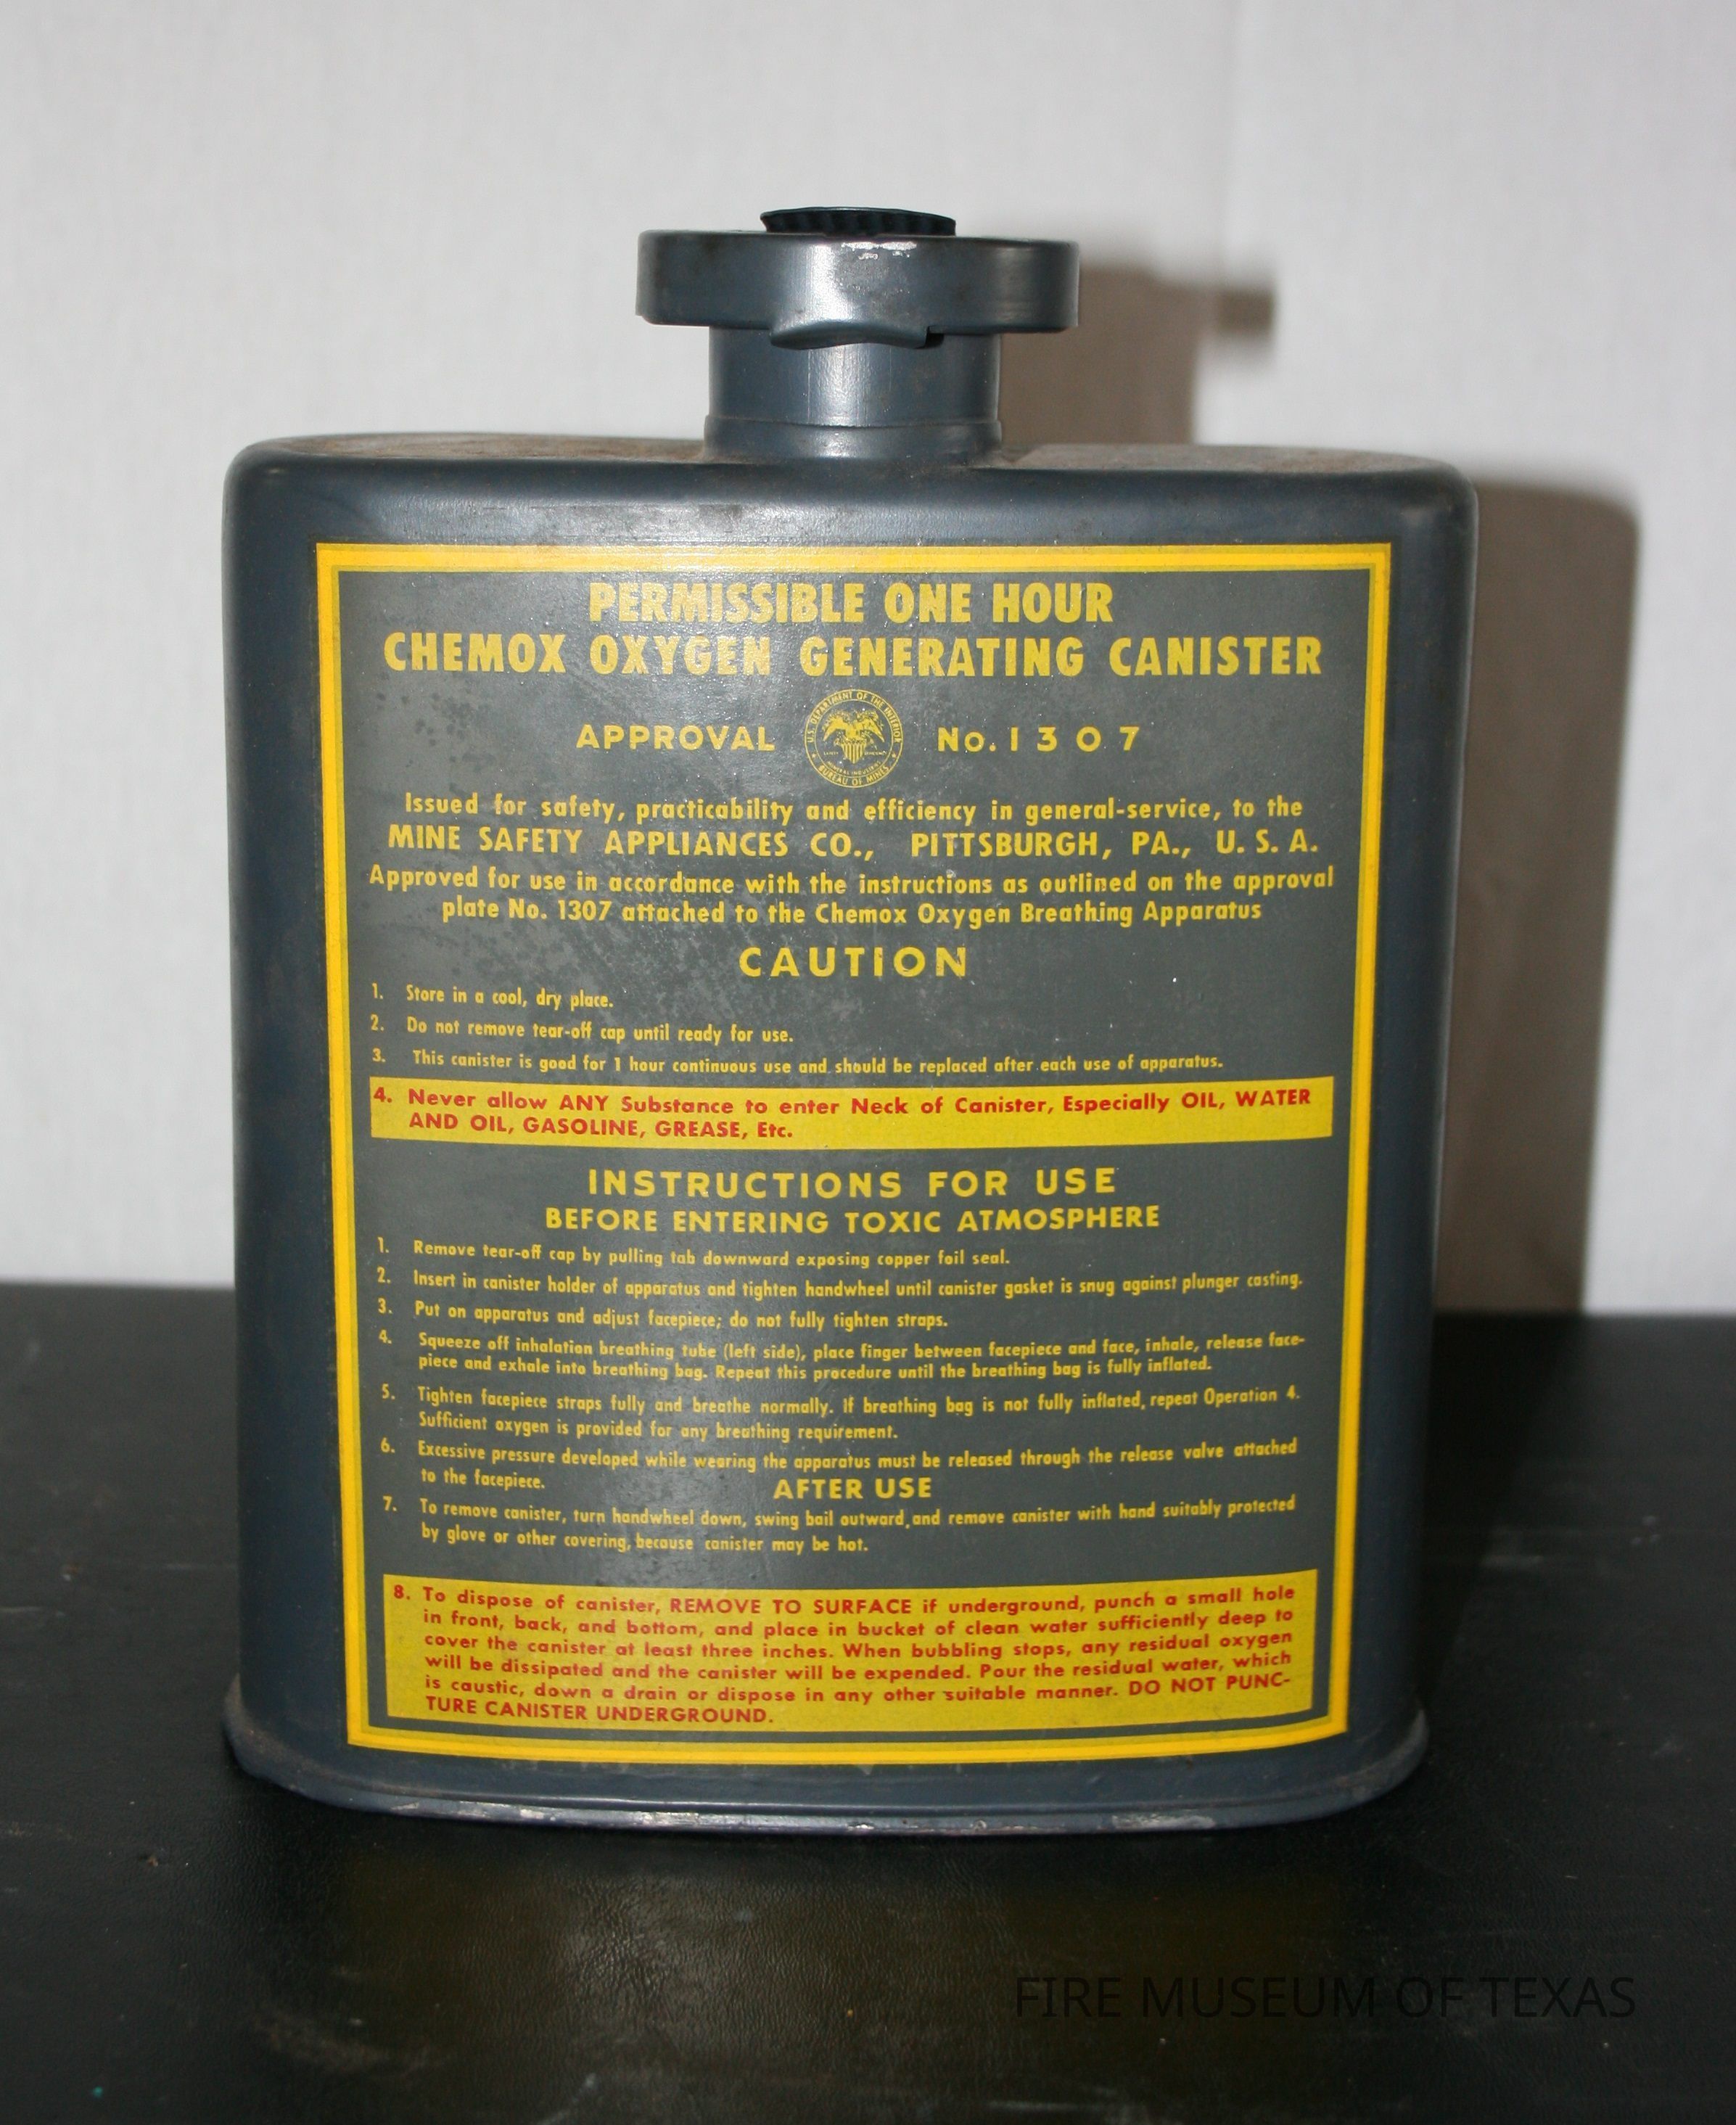 PERMISSIBLE ONE HOUR
CHEMOX OXYGEN GENERATING CANISTER
APPROVAL No. 1307
U.S. DEPARTMENT OF THE INTERIOR
BUREAU OF MINES
Issued for safety, practicability and efficiency in general-service, to the
MINE SAFETY APPLIANCES CO., PITTSBURGH, PA., U. S. A.
Approved for use in accordance with the instructions as outlined on the approval
plate No. 1307 attached to the Chemox Oxygen Breathing Apparatus
CAUTION
1. Store in a cool, dry place.
2. Do not remove tear-off cap until ready for use.
3. This canister is good for 1 hour continuous use and should be replaced after each use of apparatus.
4. Never allow ANY Substance to enter Neck of Canister, Especially OIL, WATER
AND OIL, GASOLINE, GREASE, Etc.
INSTRUCTIONS FOR USE
BEFORE ENTERING TOXIC ATMOSPHERE
1. Remove tear-off cap by pulling tab downward exposing copper foil seal.
2. Insert in canister holder of apparatus and tighten handwheel until canister gasket is snug against plunger casting.
3. Put on apparatus and adjust facepiece; do not fully tighten straps.
4. Squeeze off inhalation breathing tube (left side), place finger between facepiece and face, inhale, release face-
piece and exhale into breathing bag. Repeat this procedure until the breathing bag is fully inflated.
5. Tighten facepiece straps fully and breathe normally. If breathing bag is not fully inflated, repeat Operation 4.
Sufficient oxygen is provided for any breathing requirement.
6. Excessive pressure developed while wearing the apparatus must be released through the release valve attached
to the facepiece.
AFTER USE
7. To remove canister, turn handwheel down, swing bail outward, and remove canister with hand suitably protected
by glove or other covering, because canister may be hot.
8. To dispose of canister, REMOVE TO SURFACE if underground, punch a small hole
in front, back, and bottom, and place in bucket of clean water sufficiently deep to
cover the canister at least three inches. When bubbling stops, any residual oxygen
will be dissipated and the canister will be expended. Pour the residual water, which
is caustic, down a drain or dispose in any other suitable manner. DO NOT PUNC-
TURE CANISTER UNDERGROUND.
FIRE MUSEUM OF TEXAS